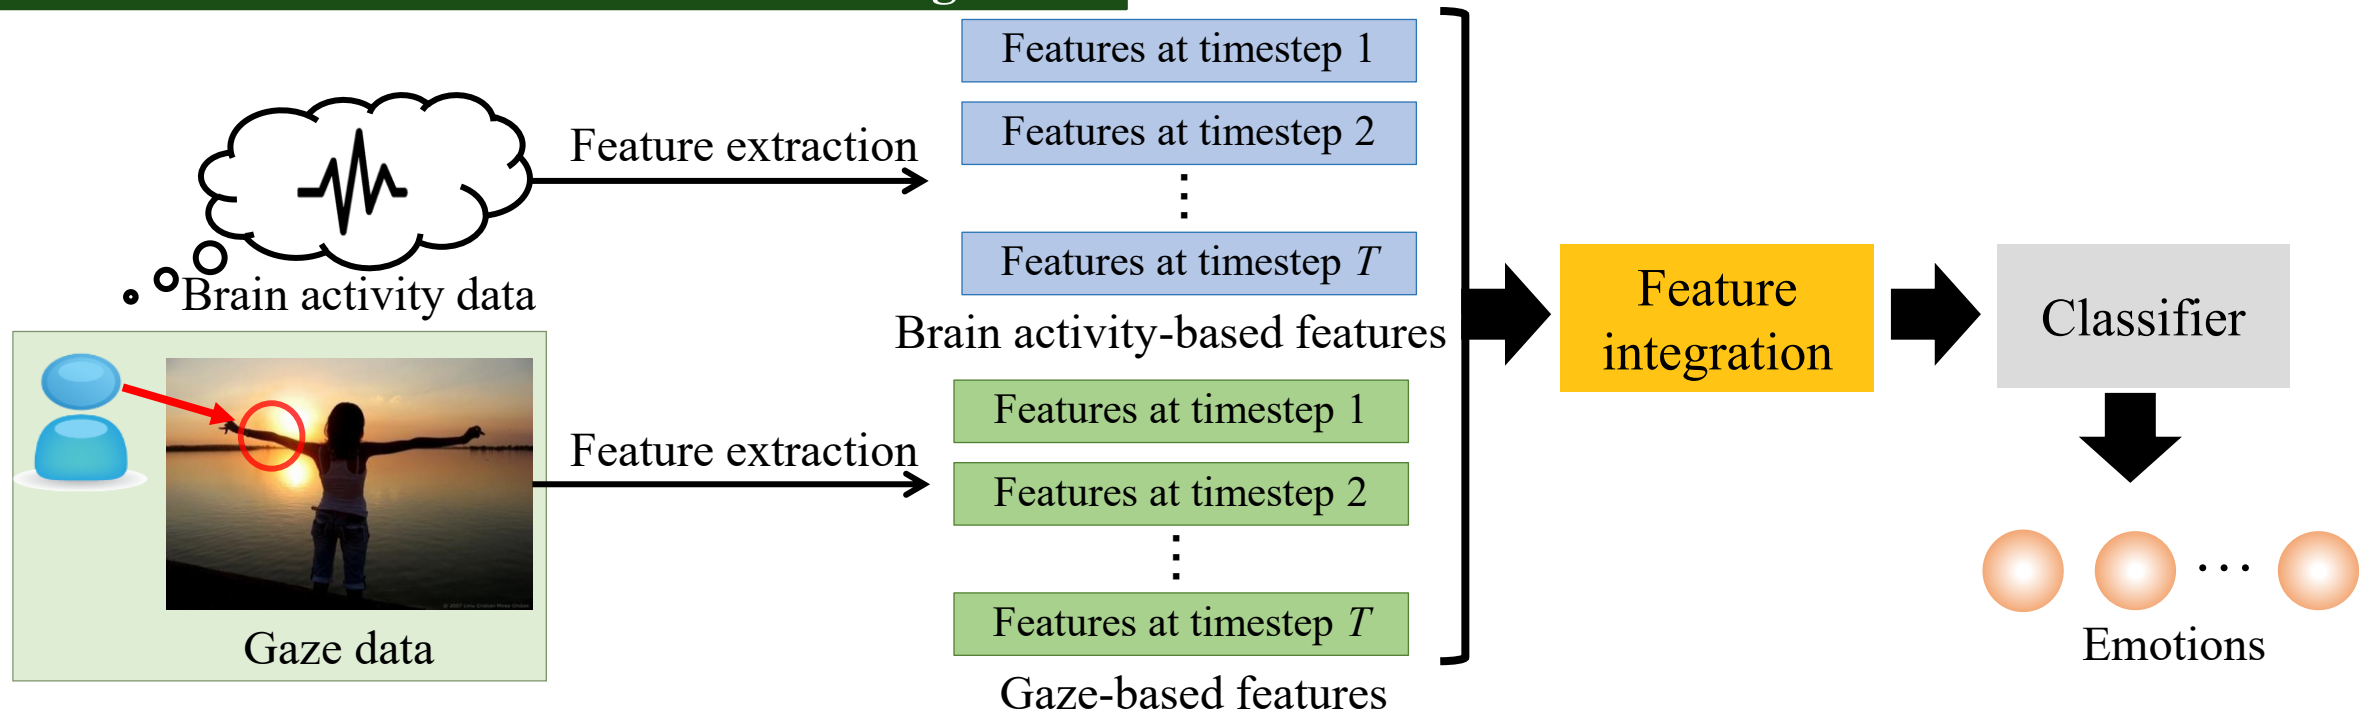 Features at timestep 1
Features at timestep 2
⋮
Features at timestep T
Brain activity-based features
Feature extraction
Brain activity data
Feature extraction
Gaze data
Features at timestep 1
Features at timestep 2
⋮
Features at timestep T
Gaze-based features
Feature
integration
Classifier
…
Emotions